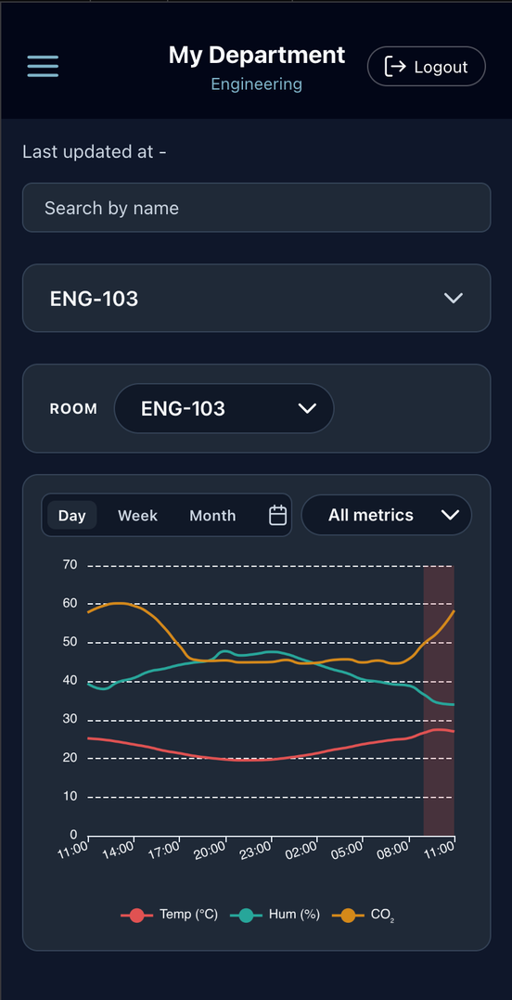 My Department
Engineering
Logout
Last updated at -
Search by name
ENG-103
ROOM ENG-103
Day Week Month All metrics
70
60
50
40
30
20
10
0
11:00 14:00 17:00 20:00 23:00 02:00 05:00 08:00 11:00
Temp (°C) Hum (%) CO₂